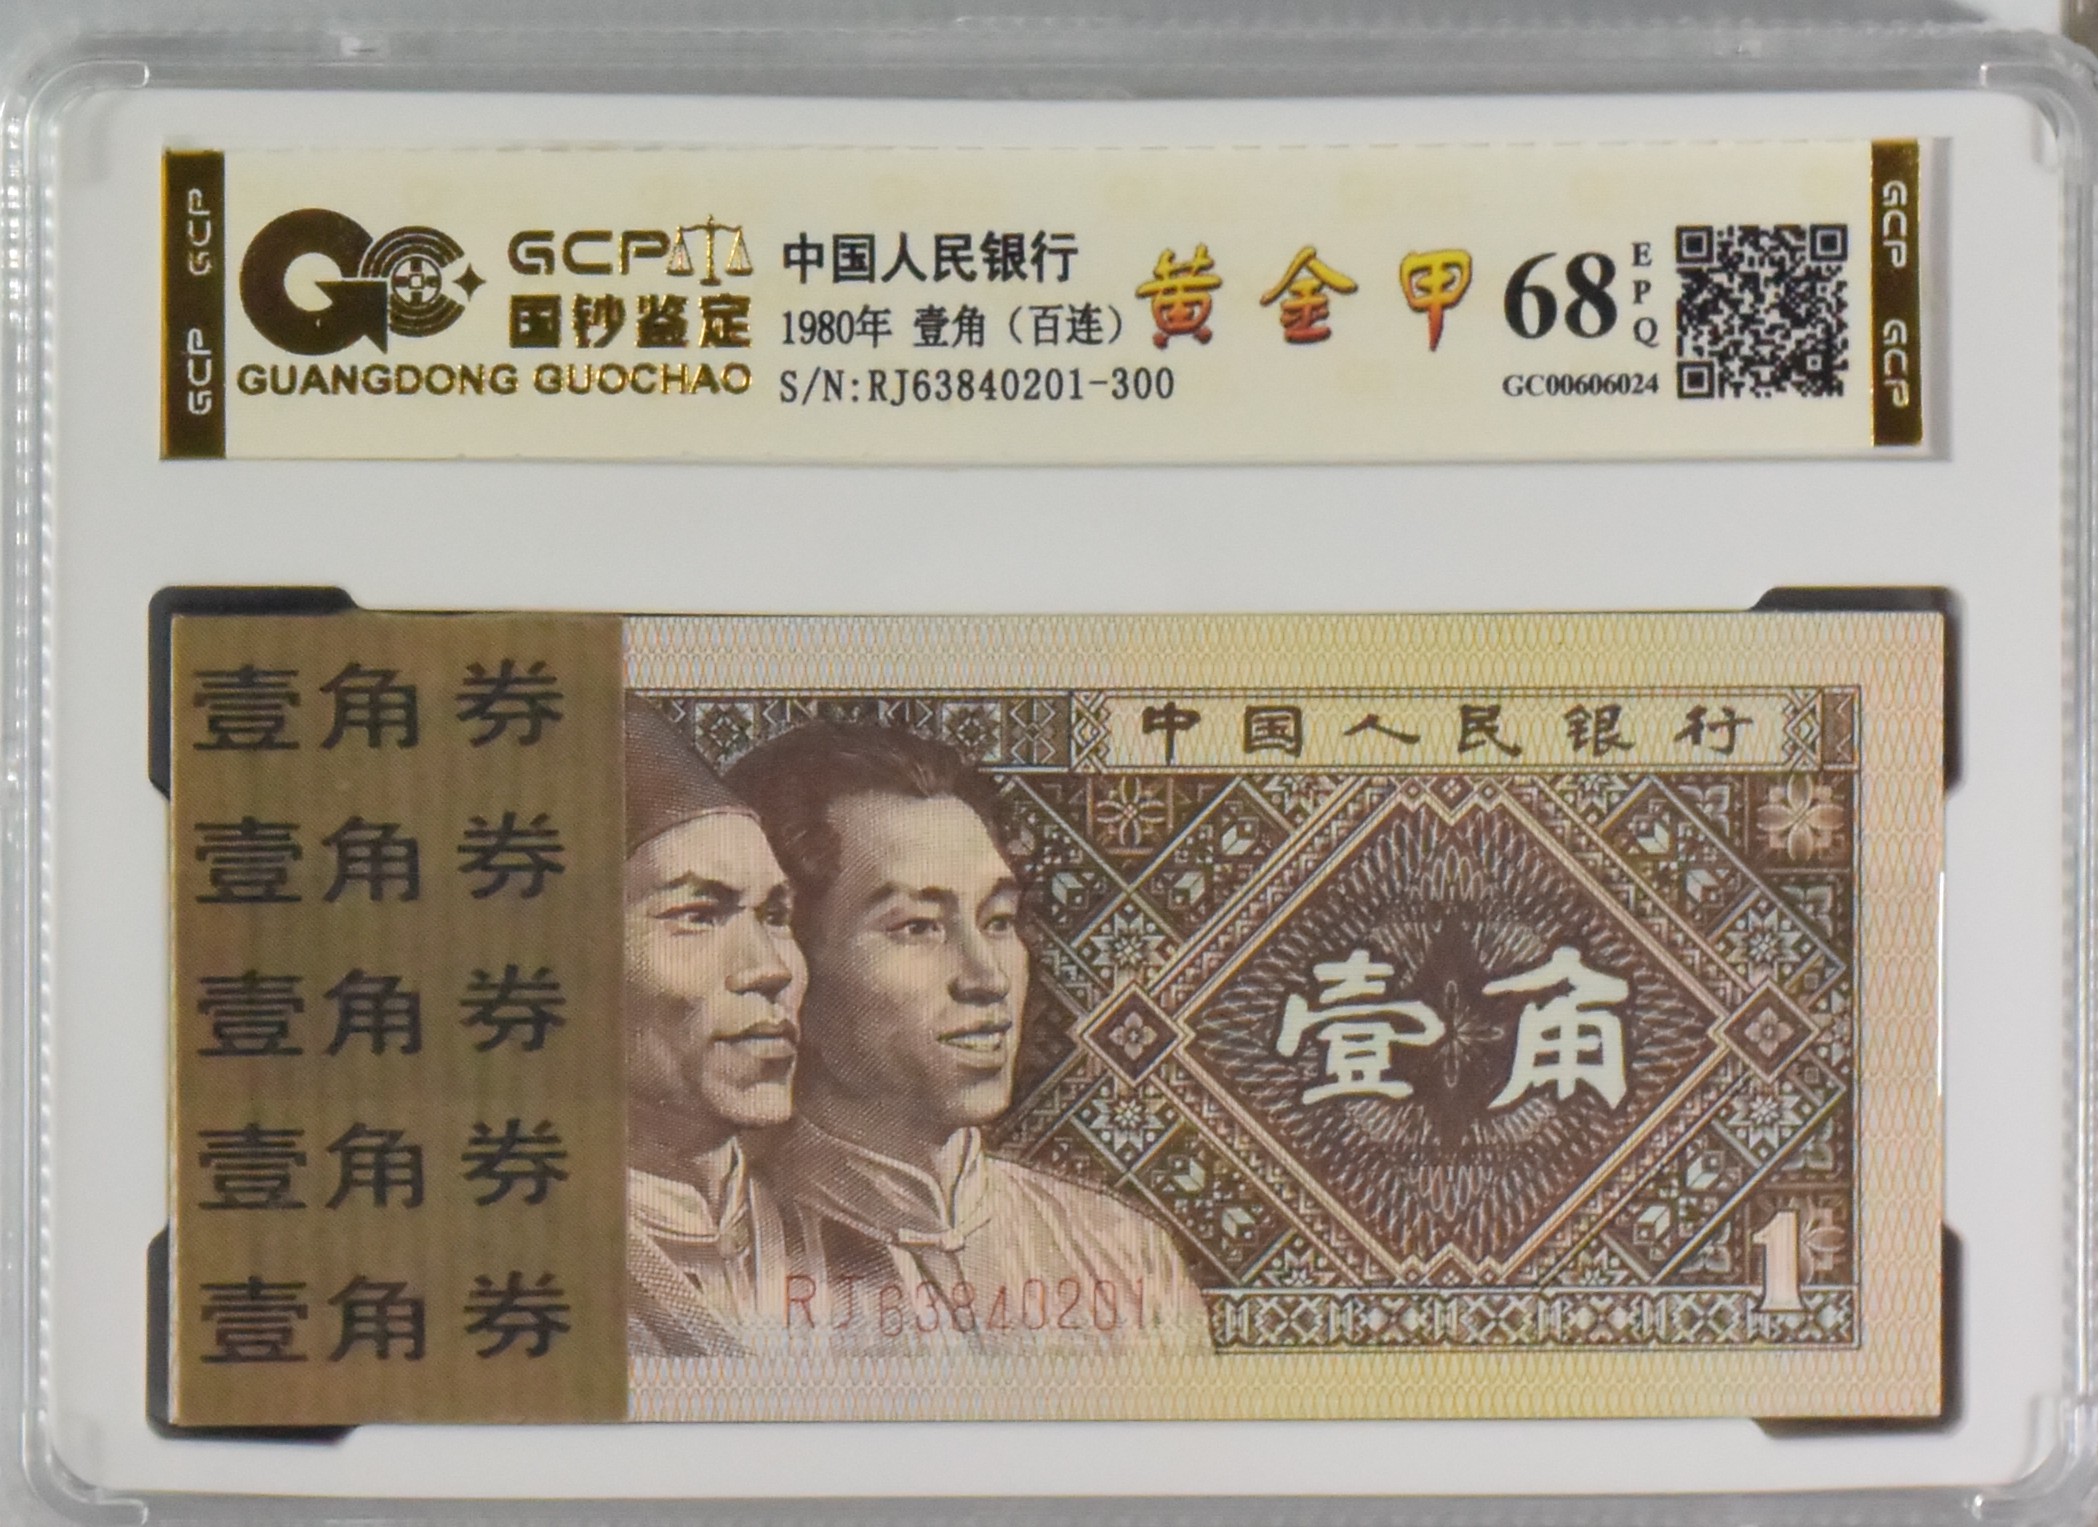 GCP GCP
GCP
国钞鉴定
GUANGDONG GUOCHAO
中国人民银行
1980年 壹角（百连）
S/N:RJ63840201-300
黄金甲
68
EPQ
GC00606024
GCP GCP
壹角券
壹角券
壹角券
壹角券
壹角券
中国人民银行
壹角
1
RJ63840201